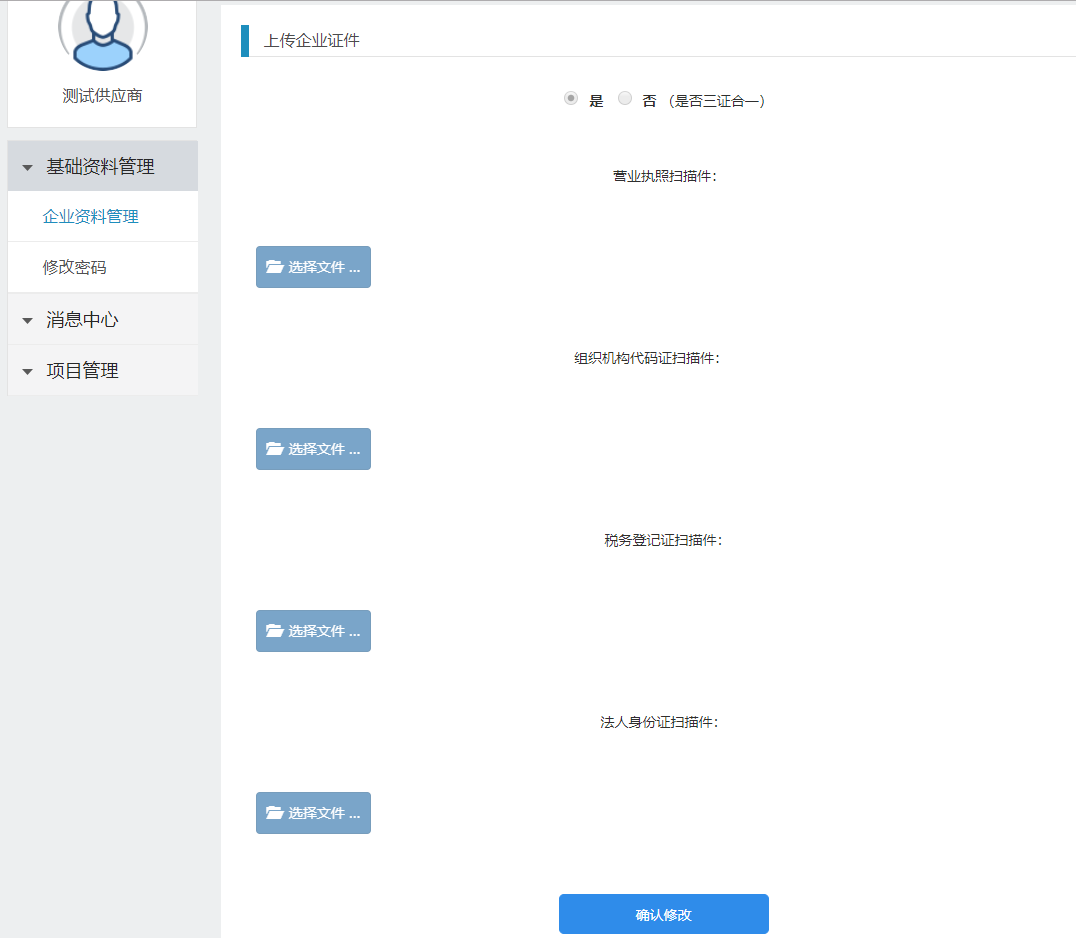 测试供应商
基础资料管理
企业资料管理
修改密码
消息中心
项目管理
上传企业证件
是 否 (是否三证合一)
营业执照扫描件:
选择文件 ...
组织机构代码证扫描件:
选择文件 ...
税务登记证扫描件:
选择文件 ...
法人身份证扫描件:
选择文件 ...
确认修改